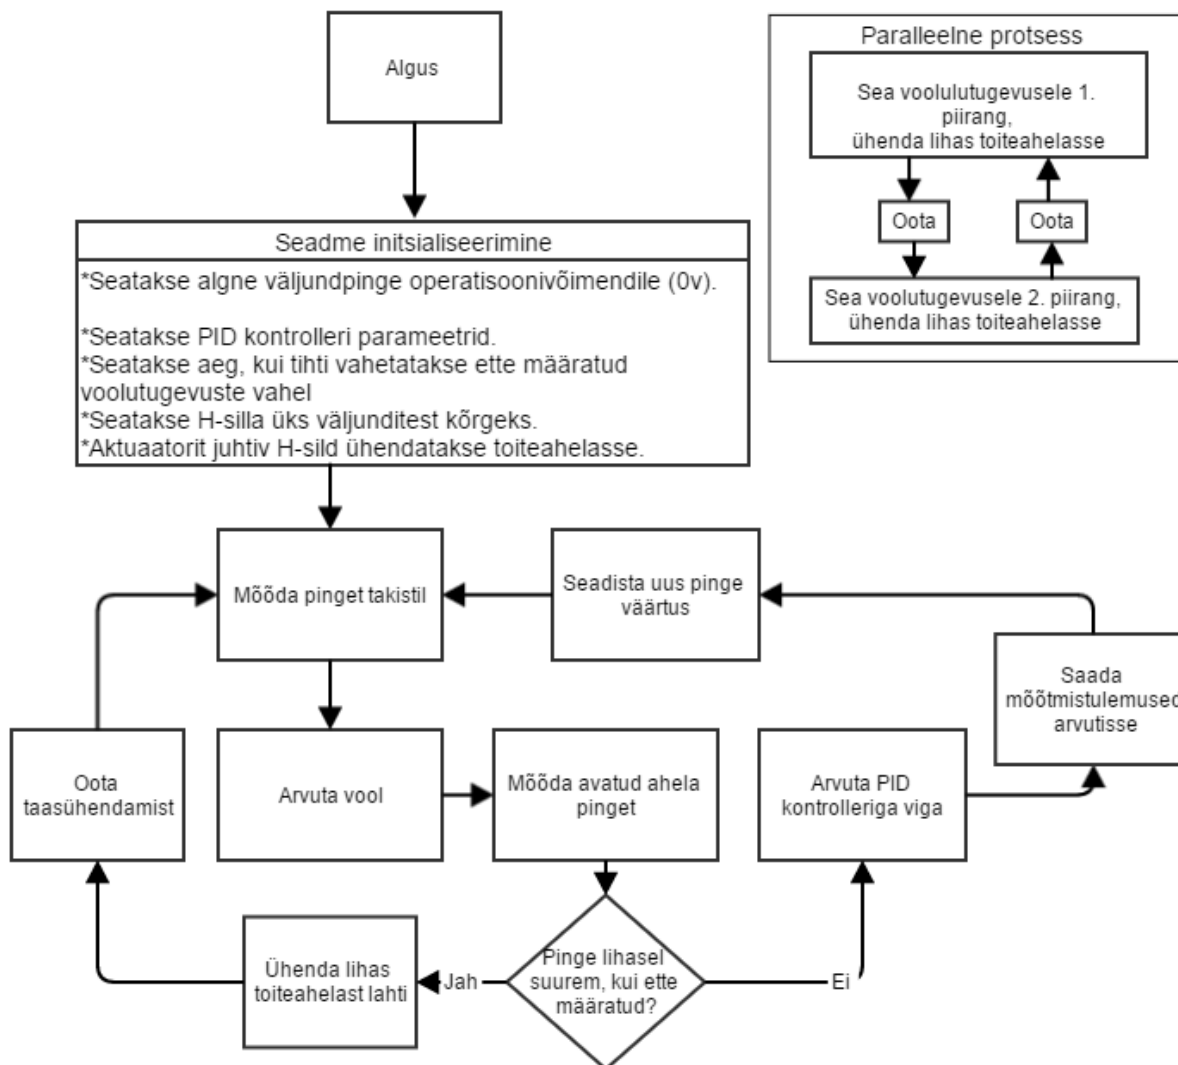 Algus
Paralleelne protsess
Sea voolulutugevusele 1.
piirang,
ühenda lihas toiteahelasse
Oota
Oota
Sea voolutugevusele 2. piirang,
ühenda lihas toiteahelasse
Seadme initsialiseerimine
*Seatakse algne väljundpinge operatisoonivõimendile (0v).
*Seatakse PID kontrolleri parameetrid.
*Seatakse aeg, kui tihti vahetatakse ette määratud
voolutugevuste vahel
*Seatakse H-silla üks väljunditest kõrgeks.
*Aktuaatorit juhtiv H-sild ühendatakse toiteahelasse.
Mõõda pinget takistil
Seadista uus pinge
väärtus
Saada
mõõtmistulemused
arvutisse
Oota
taasühendamist
Arvuta vool
Mõõda avatud ahela
pinget
Arvuta PID
kontrolleriga viga
Ühenda lihas
toiteahelast lahti
Jah
Pinge lihasel
suurem, kui ette
määratud?
Ei